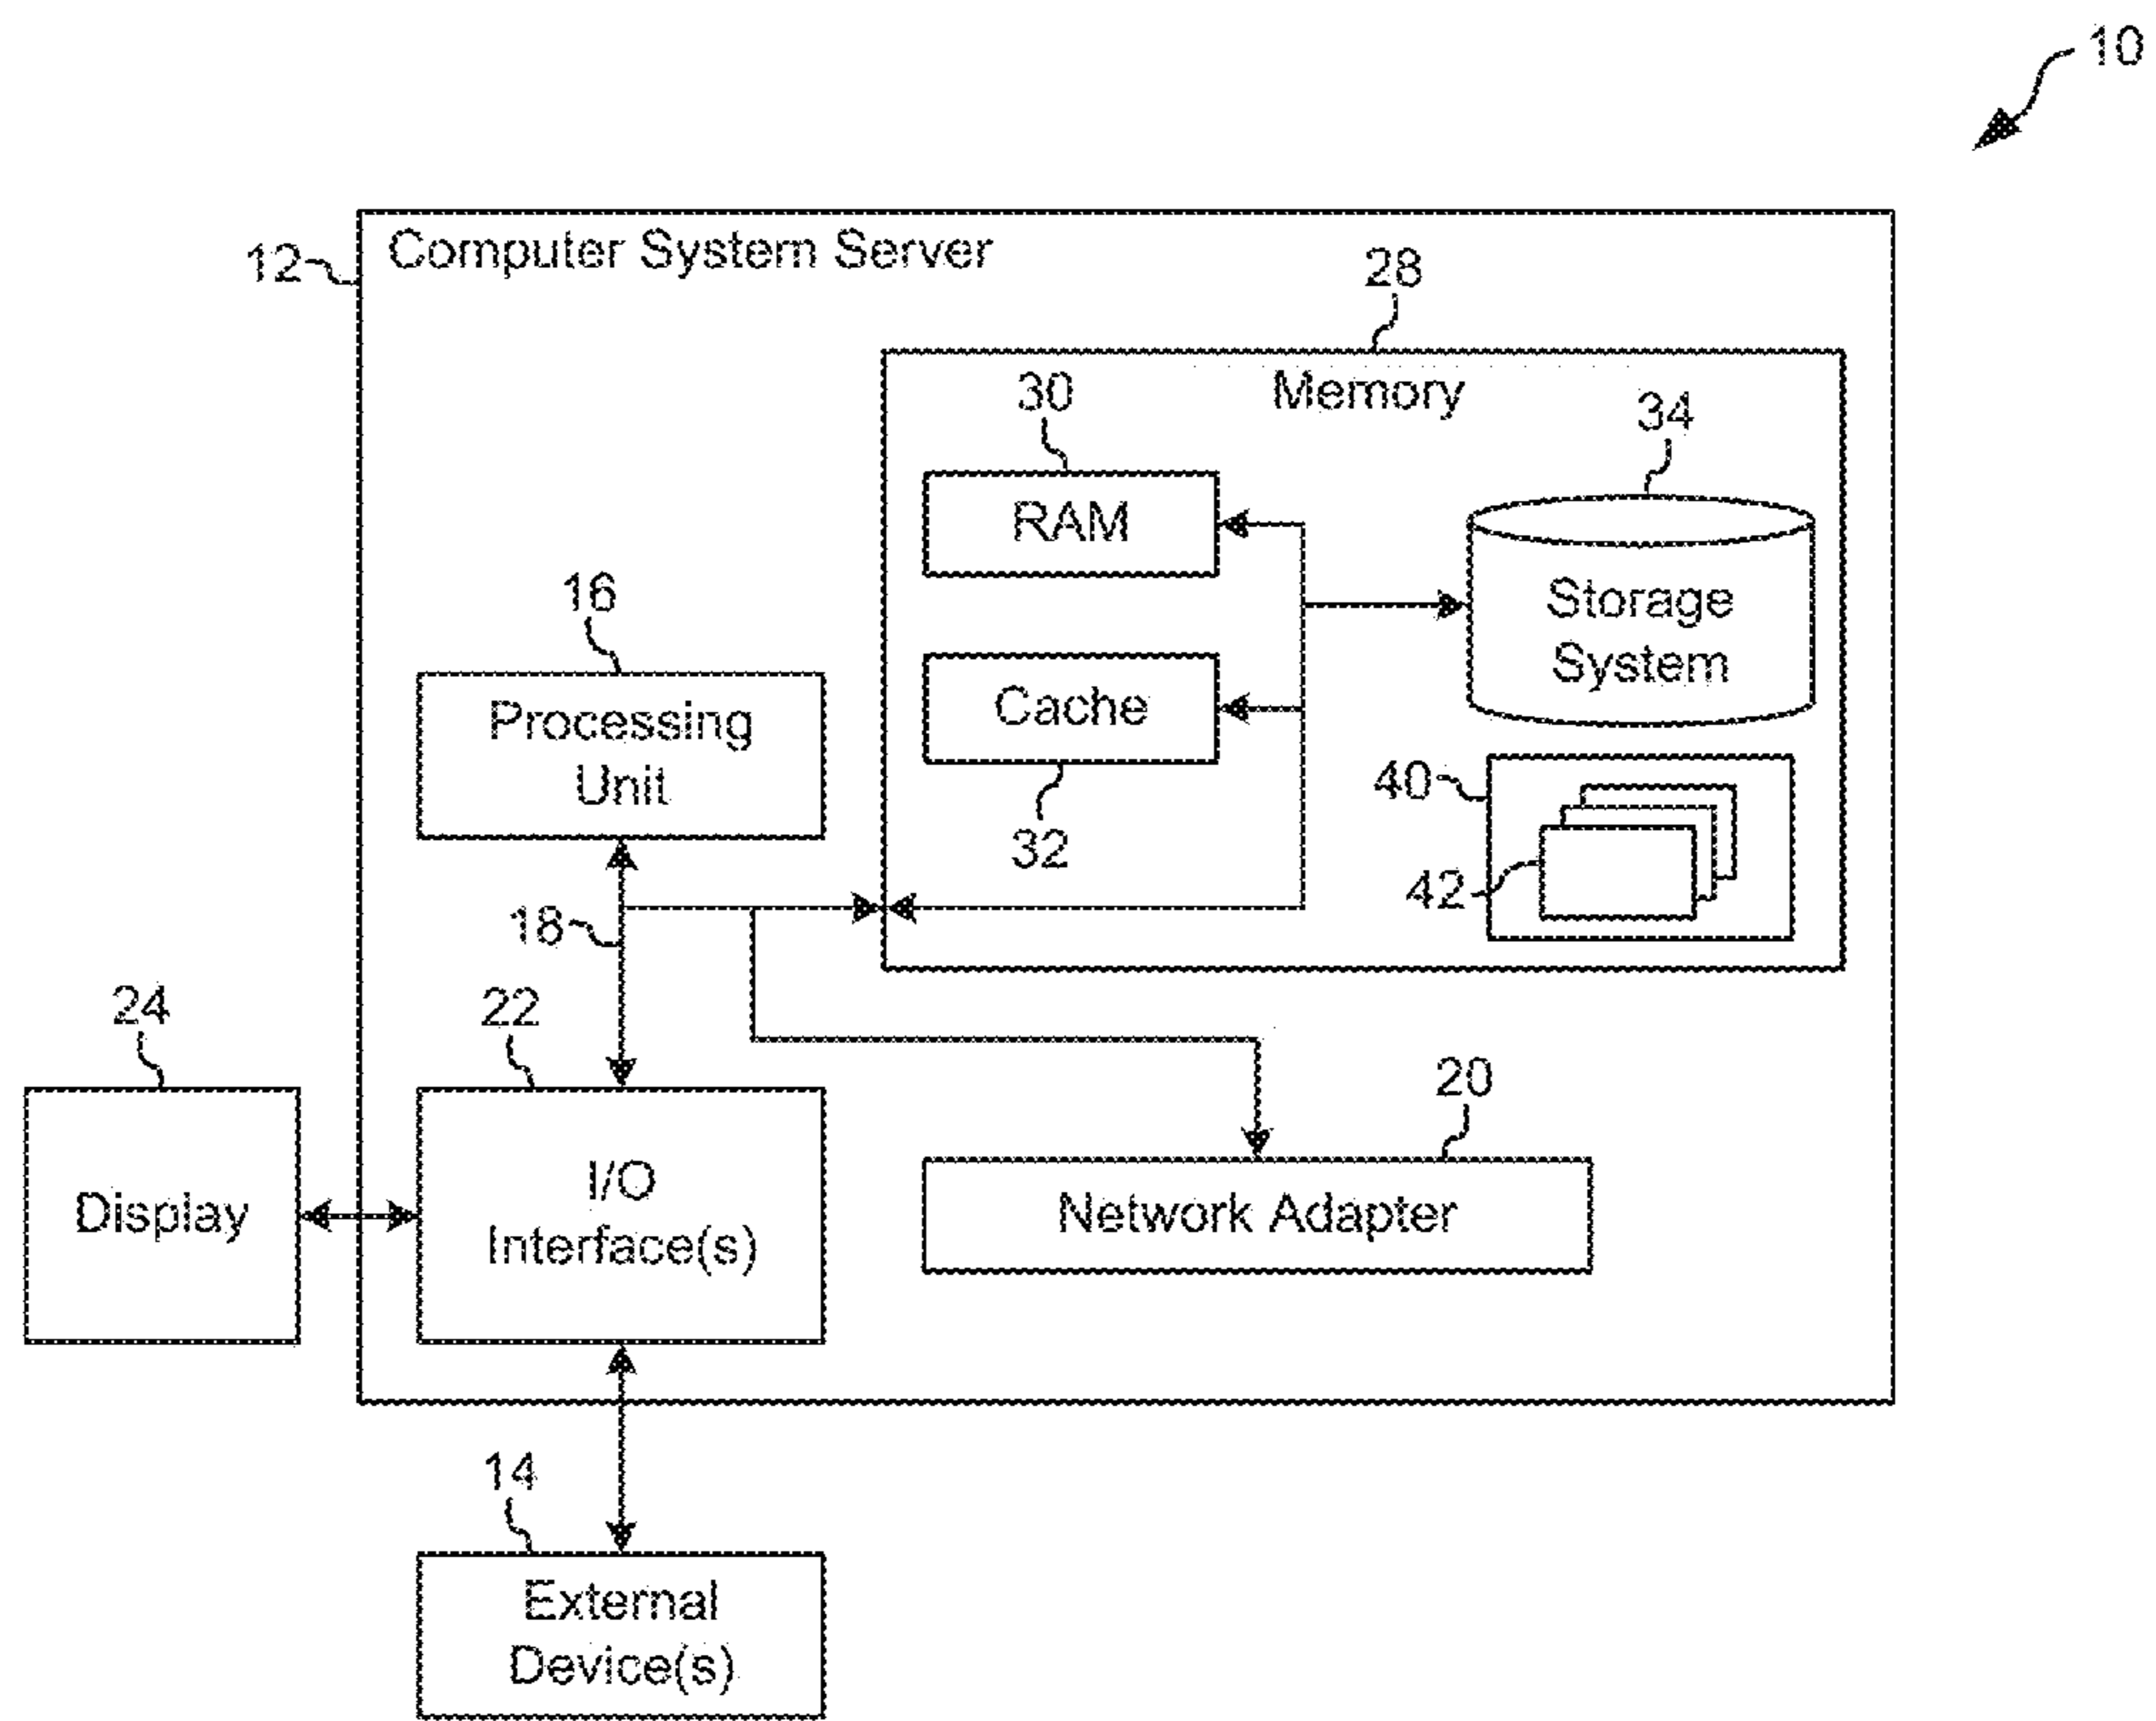 10
12
Computer System Server
28
Memory
30
RAM
34
Storage
System
16
Processing
Unit
Cache
32
40
42
18
24
22
Display
I/O
Interface(s)
20
Network Adapter
14
External
Device(s)